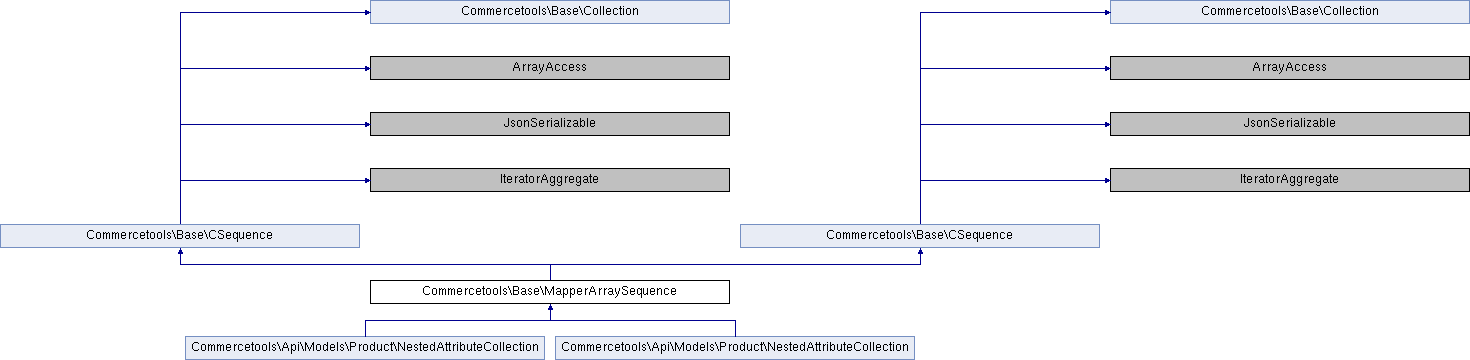 Commercetools\Base\Collection
Commercetools\Base\Collection
ArrayAccess
ArrayAccess
JsonSerializable
JsonSerializable
IteratorAggregate
IteratorAggregate
Commercetools\Base\CSequence
Commercetools\Base\CSequence
Commercetools\Base\MapperArraySequence
Commercetools\Api\Models\Product\NestedAttributeCollection
Commercetools\Api\Models\Product\NestedAttributeCollection